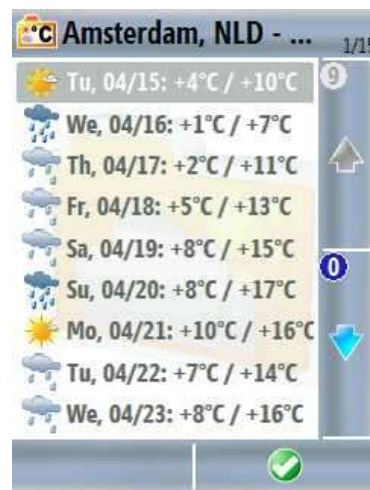 °C Amsterdam, NLD - ... 1/15
Tu, 04/15: +4°C / +10°C
9
We, 04/16: +1°C / +7°C
Th, 04/17: +2°C / +11°C
Fr, 04/18: +5°C / +13°C
Sa, 04/19: +8°C / +15°C
0
Su, 04/20: +8°C / +17°C
Mo, 04/21: +10°C / +16°C
Tu, 04/22: +7°C / +14°C
We, 04/23: +8°C / +16°C